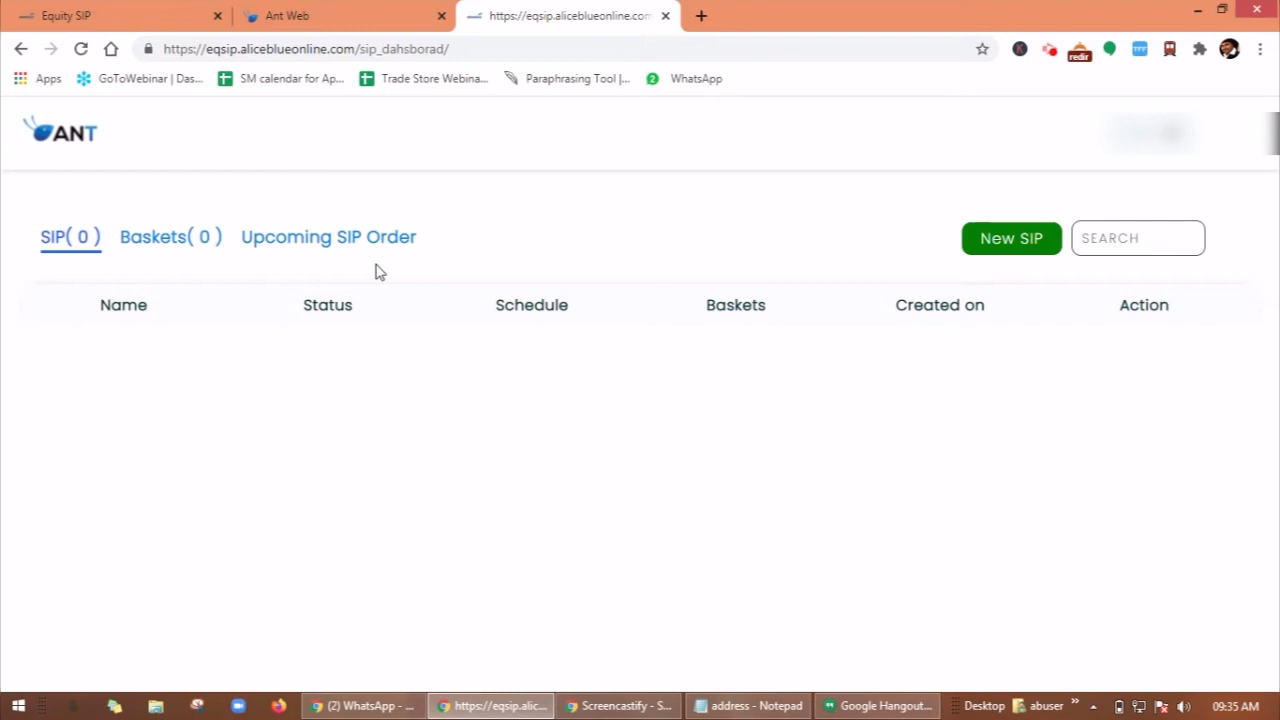 Equity SIP
Ant Web
https://eqsip.aliceblueonline.com
https://eqsip.aliceblueonline.com/sip_dahsborad/
redir
Apps GoToWebinar | Das... SM calendar for Ap... Trade Store Webina... Paraphrasing Tool |... 2 WhatsApp
ANT
SIP( 0 ) Baskets( 0 ) Upcoming SIP Order New SIP SEARCH
Name Status Schedule Baskets Created on Action
(2) WhatsApp - ... https://eqsip.alic... Screencastify - S... address - Notepad Google Hangout... Desktop abuser 09:35 AM